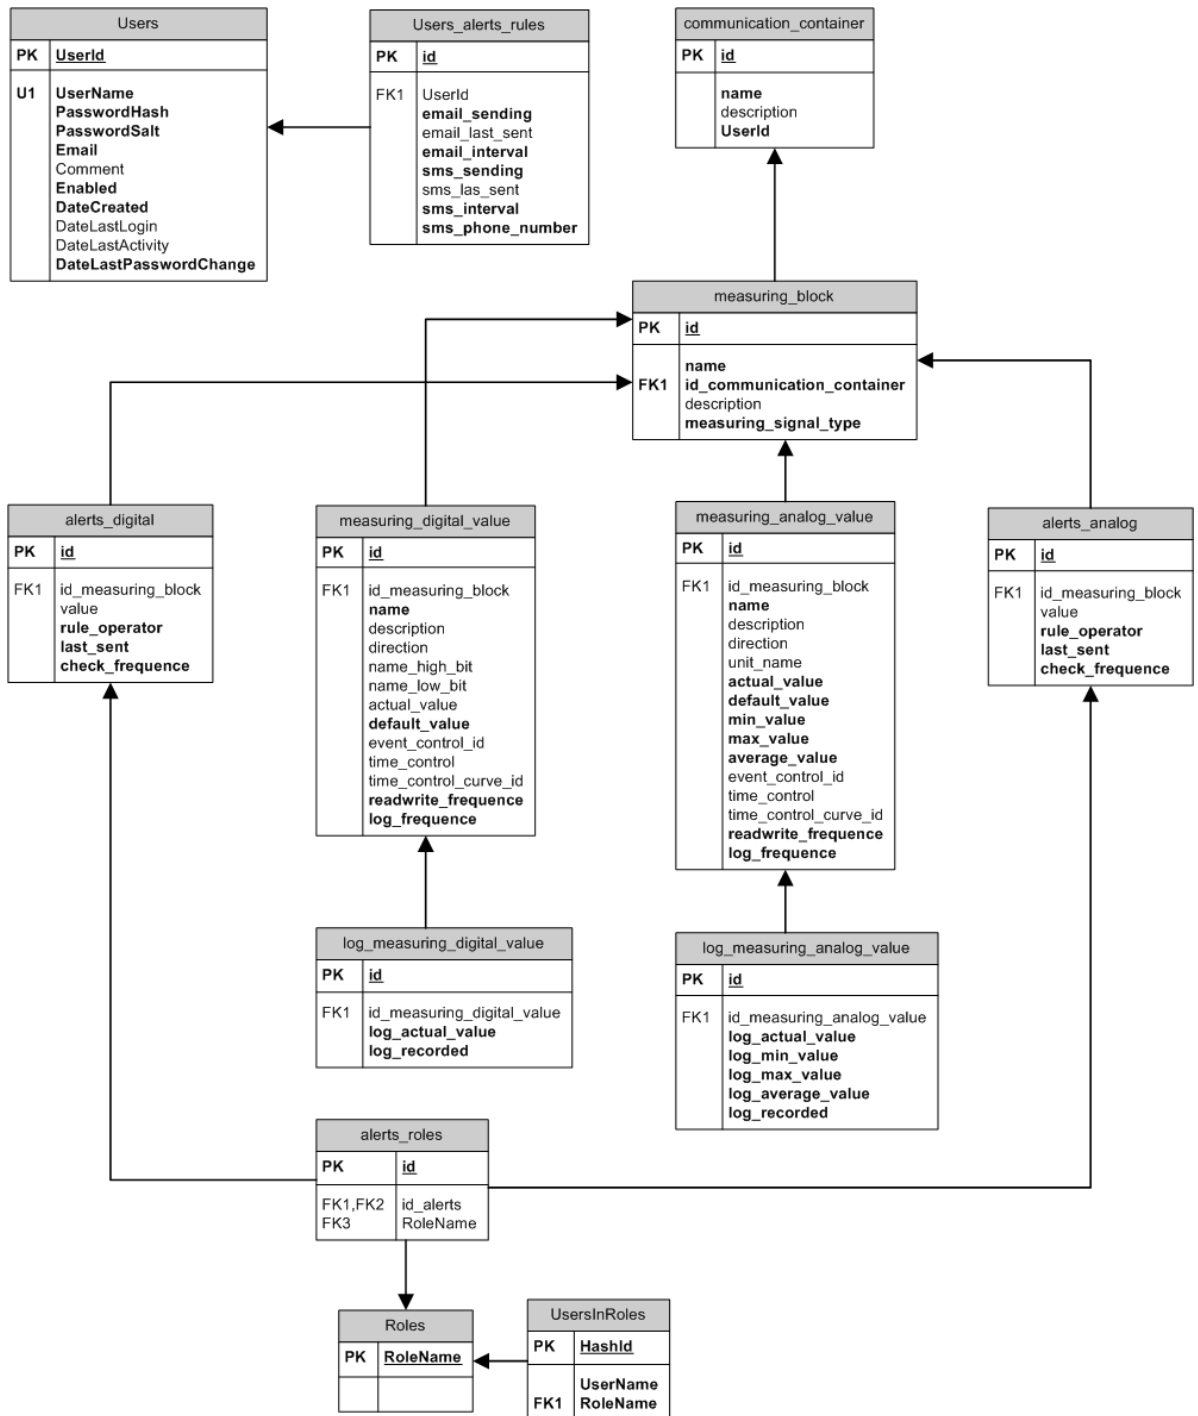 Users
PK UserId
U1 UserName
PasswordHash
PasswordSalt
Email
Comment
Enabled
DateCreated
DateLastLogin
DateLastActivity
DateLastPasswordChange
Users_alerts_rules
PK id
FK1 UserId
email_sending
email_last_sent
email_interval
sms_sending
sms_las_sent
sms_interval
sms_phone_number
communication_container
PK id
name
description
UserId
measuring_block
PK id
name
FK1 id_communication_container
description
measuring_signal_type
alerts_digital
PK id
FK1 id_measuring_block
value
rule_operator
last_sent
check_frequence
measuring_digital_value
PK id
FK1 id_measuring_block
name
description
direction
name_high_bit
name_low_bit
actual_value
default_value
event_control_id
time_control
time_control_curve_id
readwrite_frequence
log_frequence
measuring_analog_value
PK id
FK1 id_measuring_block
name
description
direction
unit_name
actual_value
default_value
min_value
max_value
average_value
event_control_id
time_control
time_control_curve_id
readwrite_frequence
log_frequence
alerts_analog
PK id
FK1 id_measuring_block
value
rule_operator
last_sent
check_frequence
log_measuring_digital_value
PK id
FK1 id_measuring_digital_value
log_actual_value
log_recorded
log_measuring_analog_value
PK id
FK1 id_measuring_analog_value
log_actual_value
log_min_value
log_max_value
log_average_value
log_recorded
alerts_roles
PK id
FK1,FK2 id_alerts
FK3 RoleName
Roles
PK RoleName
UsersInRoles
PK HashId
UserName
FK1 RoleName